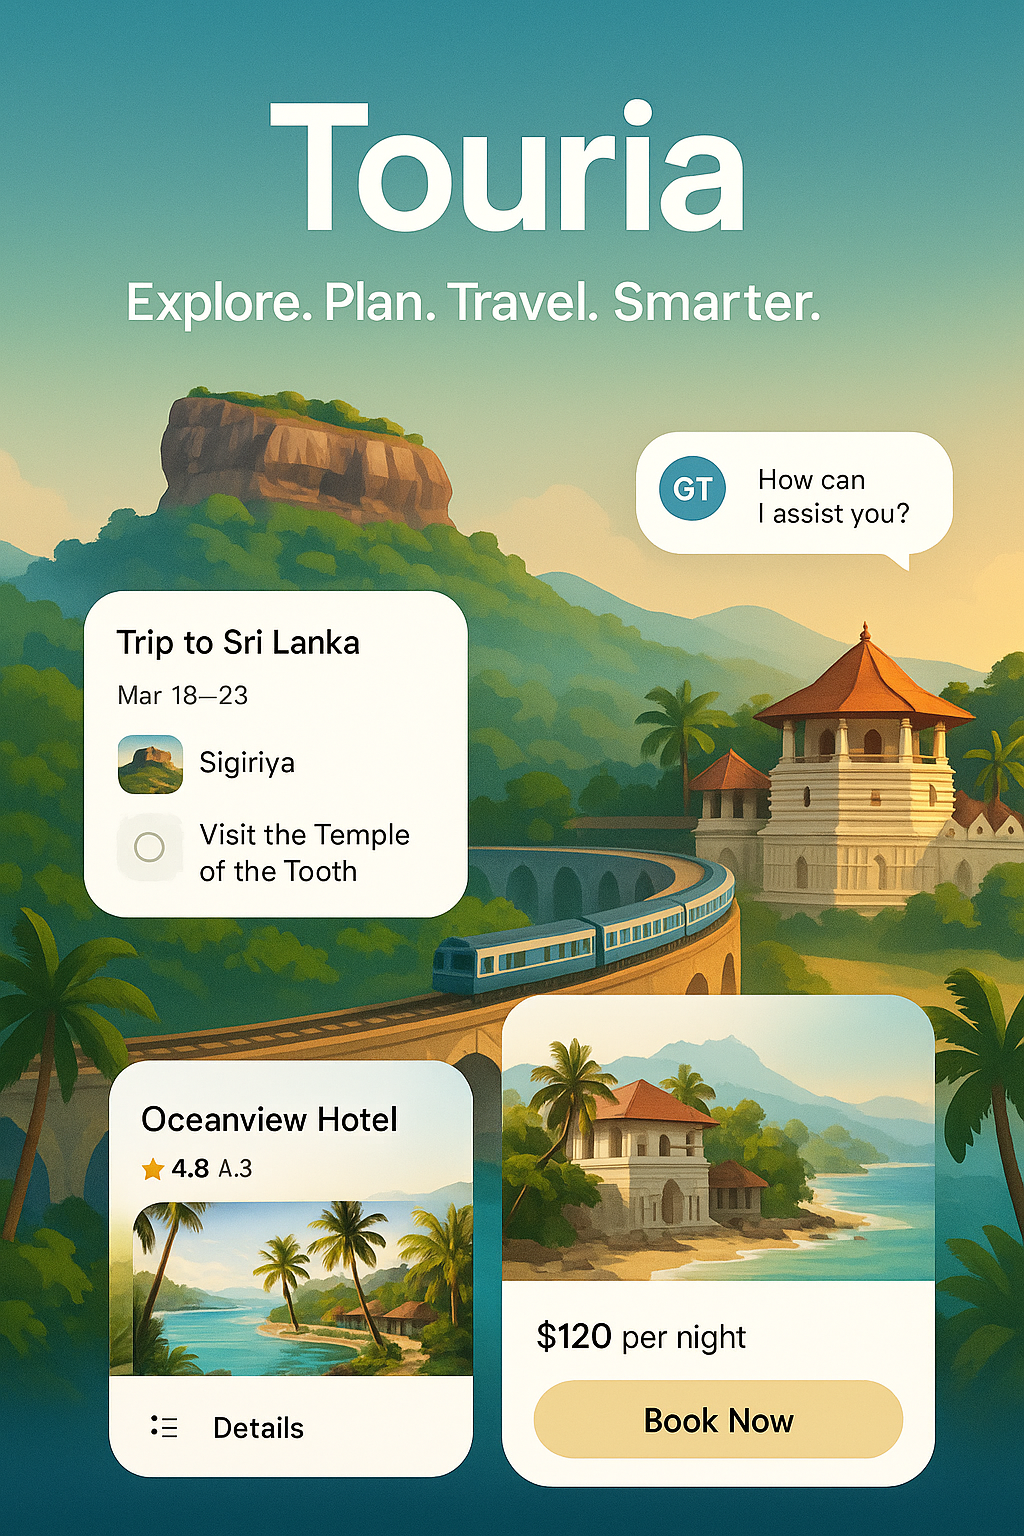 Touria
Explore. Plan. Travel. Smarter.
GT
How can
I assist you?
Trip to Sri Lanka
Mar 18—23
Sigiriya
Visit the Temple
of the Tooth
Oceanview Hotel
4.8 A.3
Details
$120 per night
Book Now